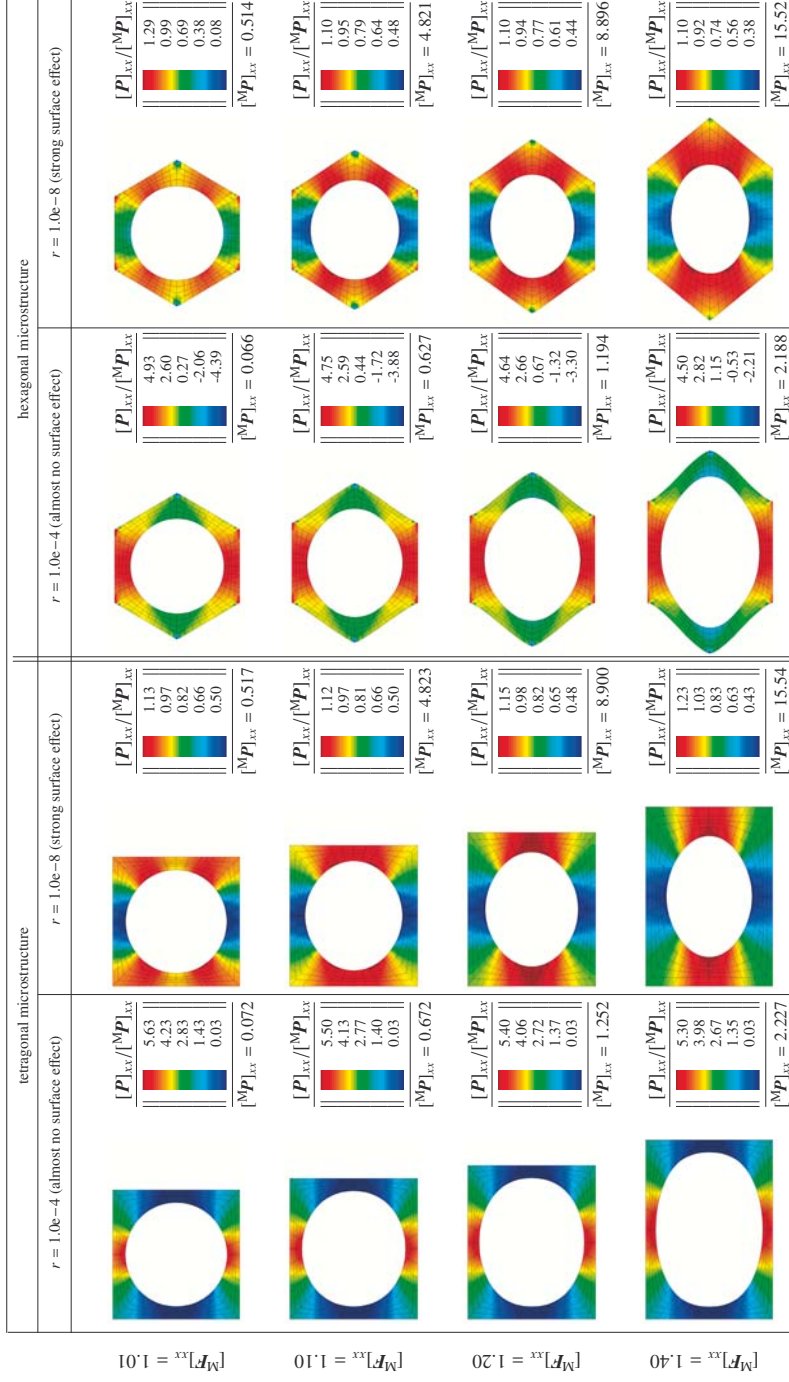 tetragonal microstructure
hexagonal microstructure
r = 1.0e−4 (almost no surface effect)
r = 1.0e−8 (strong surface effect)
r = 1.0e−4 (almost no surface effect)
r = 1.0e−8 (strong surface effect)
[ᴹF]xx = 1.01
[P]xx/[ᴹP]xx
5.63
4.23
2.83
1.43
0.03
[ᴹP]xx = 0.072
[P]xx/[ᴹP]xx
1.13
0.97
0.82
0.66
0.50
[ᴹP]xx = 0.517
[P]xx/[ᴹP]xx
4.93
2.60
0.27
-2.06
-4.39
[ᴹP]xx = 0.066
[P]xx/[ᴹP]xx
1.29
0.99
0.69
0.38
0.08
[ᴹP]xx = 0.514
[ᴹF]xx = 1.10
[P]xx/[ᴹP]xx
5.50
4.13
2.77
1.40
0.03
[ᴹP]xx = 0.672
[P]xx/[ᴹP]xx
1.12
0.97
0.81
0.66
0.50
[ᴹP]xx = 4.823
[P]xx/[ᴹP]xx
4.75
2.59
0.44
-1.72
-3.88
[ᴹP]xx = 0.627
[P]xx/[ᴹP]xx
1.10
0.95
0.79
0.64
0.48
[ᴹP]xx = 4.821
[ᴹF]xx = 1.20
[P]xx/[ᴹP]xx
5.40
4.06
2.72
1.37
0.03
[ᴹP]xx = 1.252
[P]xx/[ᴹP]xx
1.15
0.98
0.82
0.65
0.48
[ᴹP]xx = 8.900
[P]xx/[ᴹP]xx
4.64
2.66
0.67
-1.32
-3.30
[ᴹP]xx = 1.194
[P]xx/[ᴹP]xx
1.10
0.94
0.77
0.61
0.44
[ᴹP]xx = 8.896
[ᴹF]xx = 1.40
[P]xx/[ᴹP]xx
5.30
3.98
2.67
1.35
0.03
[ᴹP]xx = 2.227
[P]xx/[ᴹP]xx
1.23
1.03
0.83
0.63
0.43
[ᴹP]xx = 15.54
[P]xx/[ᴹP]xx
4.50
2.82
1.15
-0.53
-2.21
[ᴹP]xx = 2.188
[P]xx/[ᴹP]xx
1.10
0.92
0.74
0.56
0.38
[ᴹP]xx = 15.52